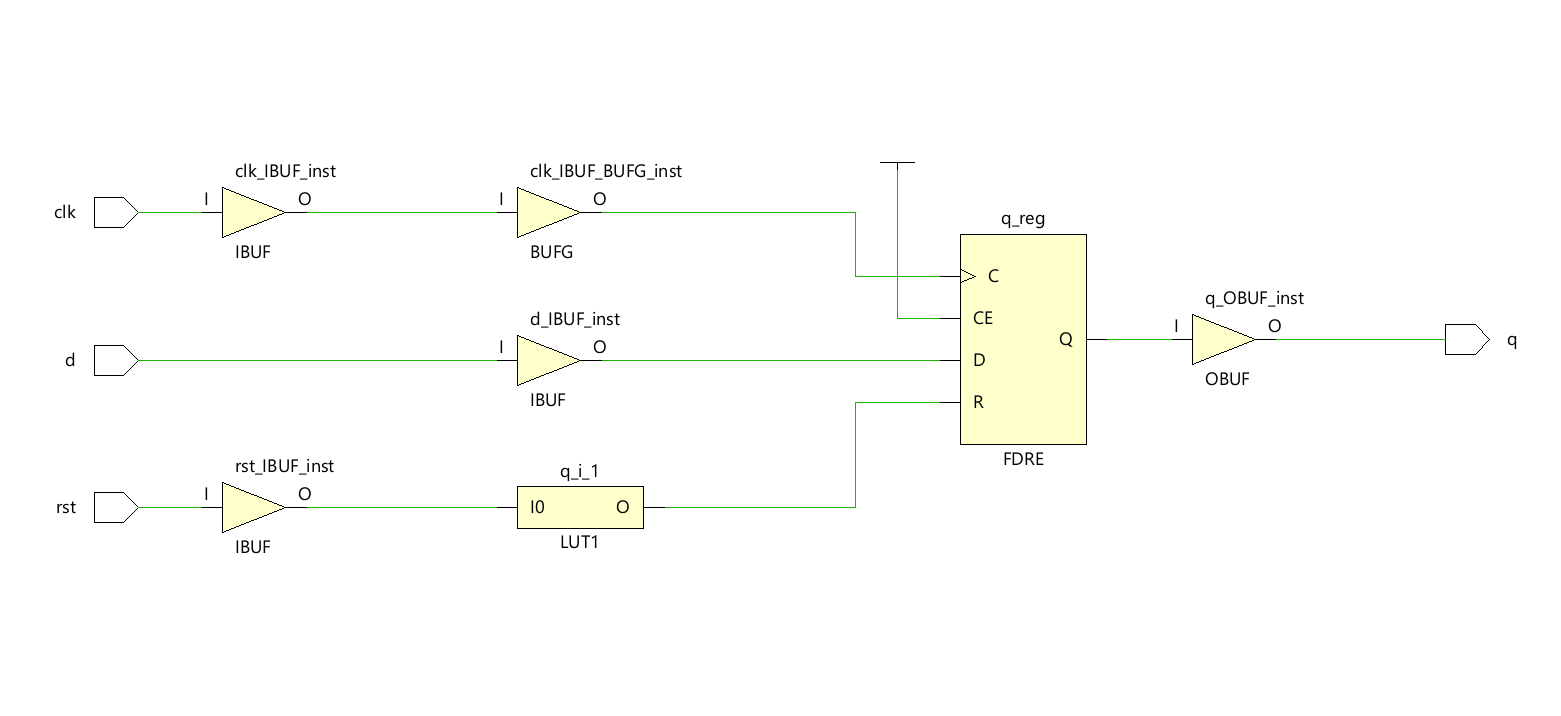 clk
clk_IBUF_inst
I
O
IBUF
clk_IBUF_BUFG_inst
I
O
BUFG
d
d_IBUF_inst
I
O
IBUF
rst
rst_IBUF_inst
I
O
IBUF
q_i_1
I0
O
LUT1
q_reg
C
CE
D
R
Q
FDRE
q_OBUF_inst
I
O
OBUF
q